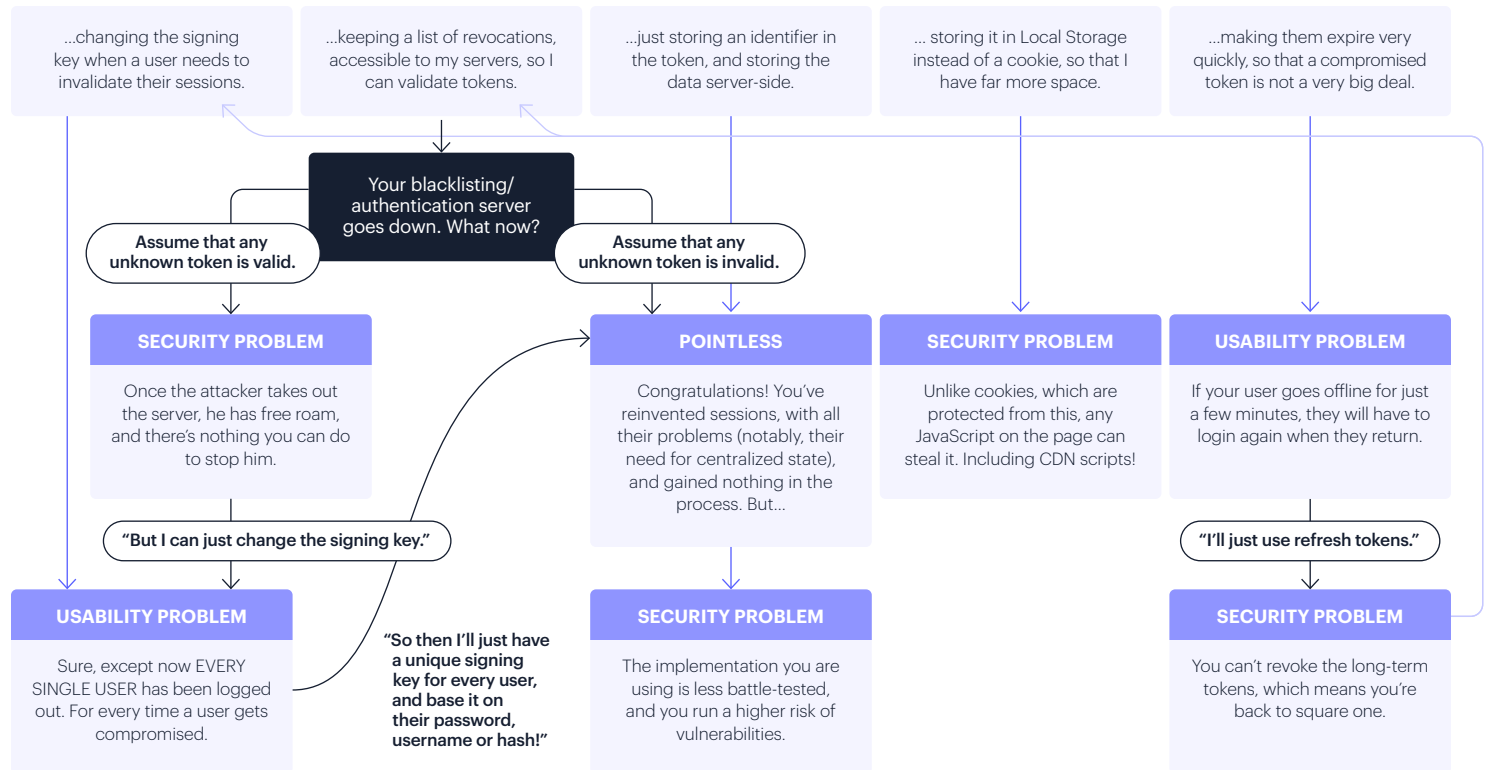 ...changing the signing
key when a user needs to
invalidate their sessions.
...keeping a list of revocations,
accessible to my servers, so I
can validate tokens.
...just storing an identifier in
the token, and storing the
data server-side.
... storing it in Local Storage
instead of a cookie, so that I
have far more space.
...making them expire very
quickly, so that a compromised
token is not a very big deal.
Your blacklisting/
authentication server
goes down. What now?
Assume that any
unknown token is valid.
Assume that any
unknown token is invalid.
SECURITY PROBLEM
Once the attacker takes out
the server, he has free roam,
and there’s nothing you can do
to stop him.
POINTLESS
Congratulations! You’ve
reinvented sessions, with all
their problems (notably, their
need for centralized state),
and gained nothing in the
process. But...
SECURITY PROBLEM
Unlike cookies, which are
protected from this, any
JavaScript on the page can
steal it. Including CDN scripts!
USABILITY PROBLEM
If your user goes offline for just
a few minutes, they will have to
login again when they return.
“But I can just change the signing key.”
“I’ll just use refresh tokens.”
USABILITY PROBLEM
Sure, except now EVERY
SINGLE USER has been logged
out. For every time a user gets
compromised.
“So then I’ll just have
a unique signing
key for every user,
and base it on
their password,
username or hash!”
SECURITY PROBLEM
The implementation you are
using is less battle-tested,
and you run a higher risk of
vulnerabilities.
SECURITY PROBLEM
You can’t revoke the long-term
tokens, which means you’re
back to square one.